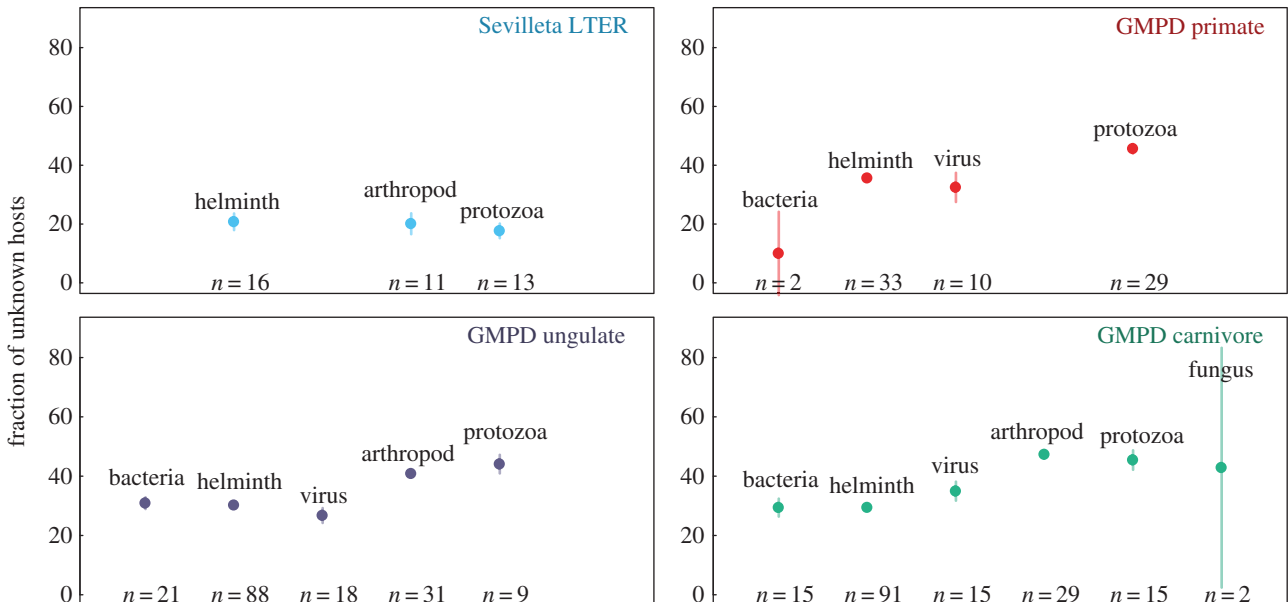 fraction of unknown hosts
Sevilleta LTER
80
60
40
20
0
helminth
arthropod
protozoa
n = 16
n = 11
n = 13
GMPD primate
80
60
40
20
0
bacteria
helminth
virus
protozoa
n = 2
n = 33
n = 10
n = 29
GMPD ungulate
80
60
40
20
0
bacteria
helminth
virus
arthropod
protozoa
n = 21
n = 88
n = 18
n = 31
n = 9
GMPD carnivore
80
60
40
20
0
bacteria
helminth
virus
arthropod
protozoa
fungus
n = 15
n = 91
n = 15
n = 29
n = 15
n = 2